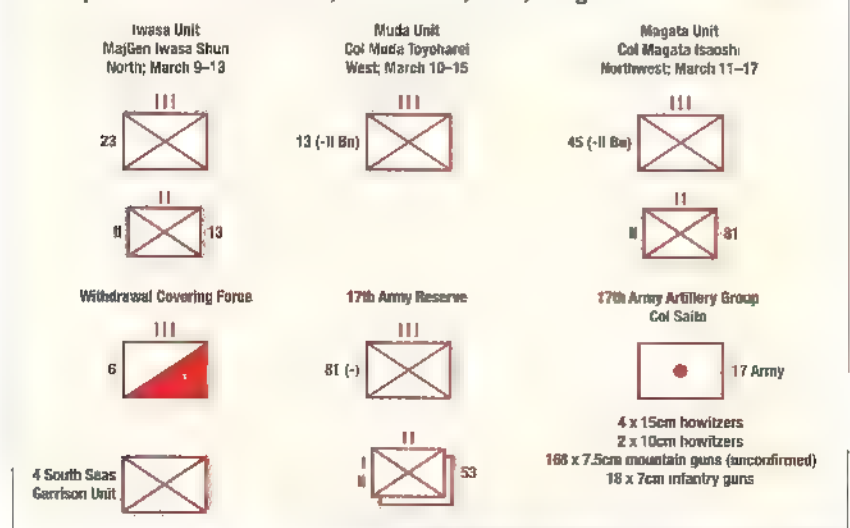 Iwasa Unit
MajGen Iwasa Shun
North; March 9–13
III
23
II
II
13
Muda Unit
Col Muda Toyoharei
West; March 10–15
III
13 (-II Bn)
Magata Unit
Col Magata Isaoshi
Northwest; March 11–17
III
45 (-II Bn)
II
II
81
Withdrawal Covering Force
III
6
4 South Seas
Garrison Unit
17th Army Reserve
III
81 (-)
II
I
II
53
17th Army Artillery Group
Col Saito
17 Army
4 x 15cm howitzers
2 x 10cm howitzers
168 x 7.5cm mountain guns (unconfirmed)
18 x 7cm infantry guns